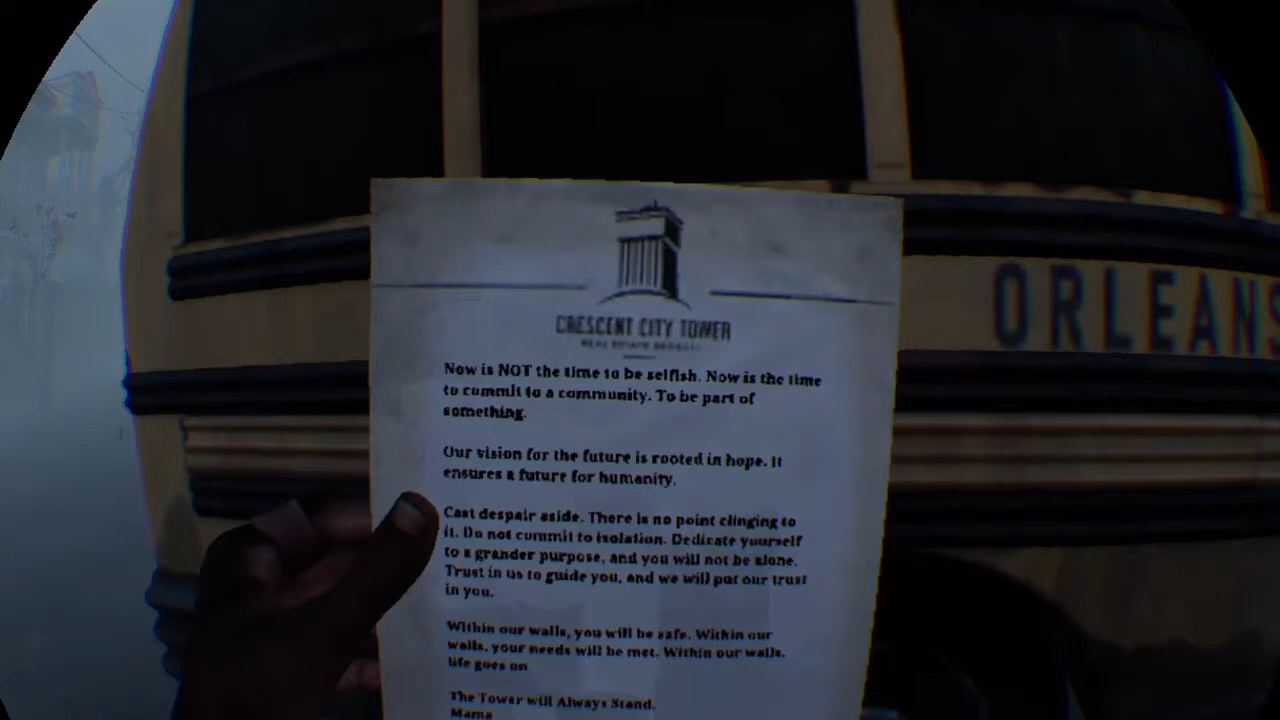 CRESCENT CITY TOWER
REAL ESTATE PROJECT
ORLEANS
Now is NOT the time to be selfish. Now is the time
to commit to a community. To be part of
something.
Our vision for the future is rooted in hope. It
ensures a future for humanity.
Cast despair aside. There is no point clinging to
it. Do not commit to isolation. Dedicate yourself
to a grander purpose, and you will not be alone.
Trust in us to guide you, and we will put our trust
in you.
Within our walls, you will be safe. Within our
walls, your needs will be met. Within our walls,
life goes on
The Tower will Always Stand.
Mama